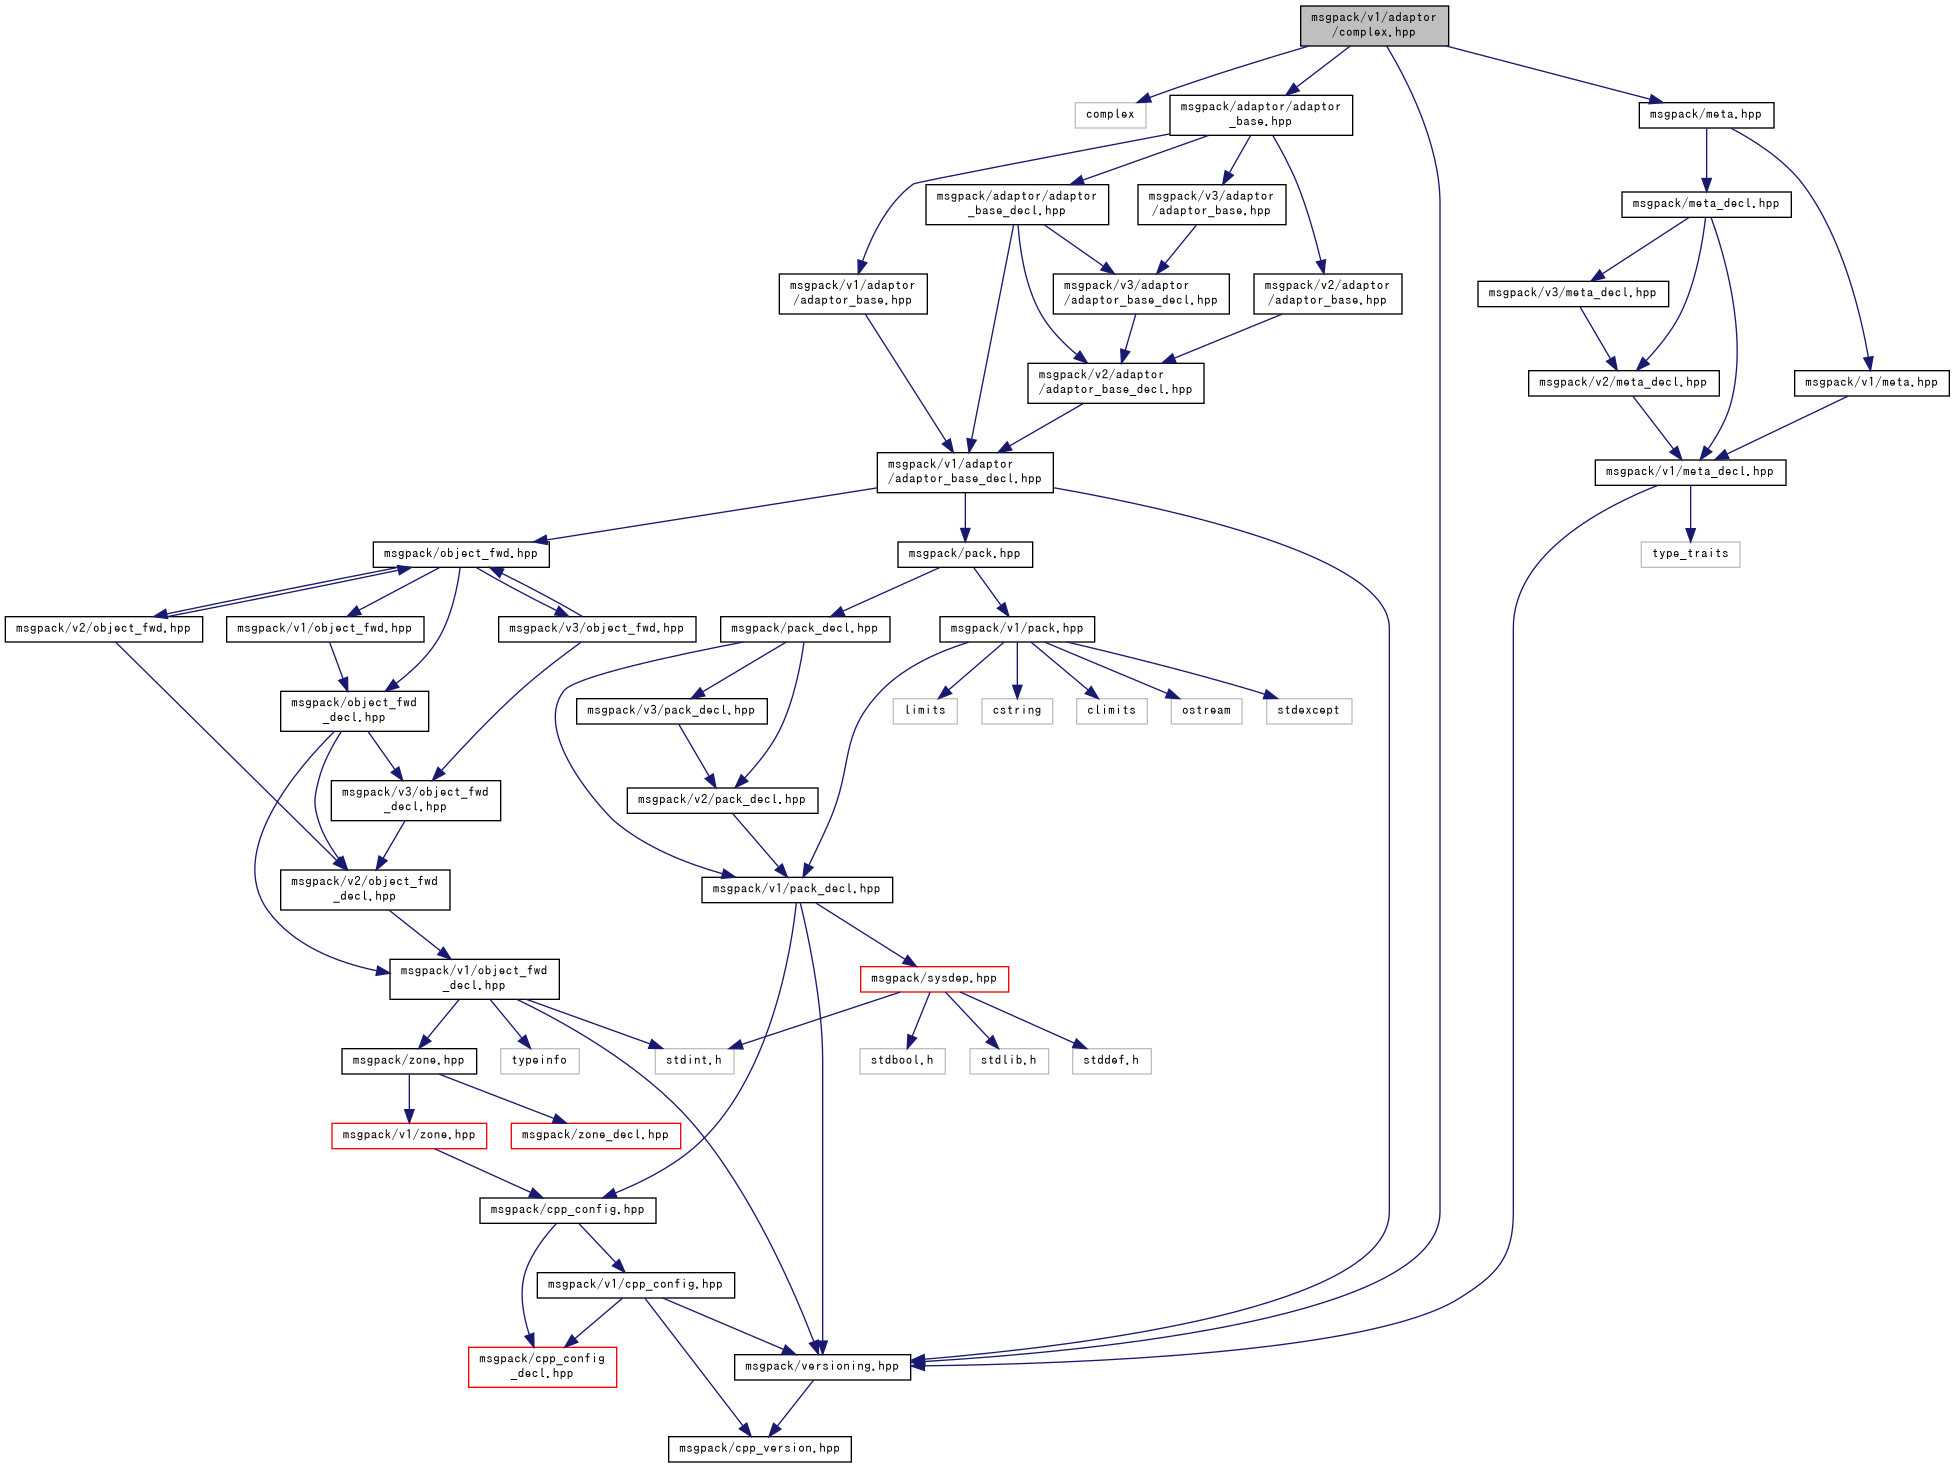 msgpack/v1/adaptor
/complex.hpp
complex
msgpack/adaptor/adaptor
_base.hpp
msgpack/meta.hpp
msgpack/adaptor/adaptor
_base_decl.hpp
msgpack/v3/adaptor
/adaptor_base.hpp
msgpack/meta_decl.hpp
msgpack/v1/adaptor
/adaptor_base.hpp
msgpack/v3/adaptor
/adaptor_base_decl.hpp
msgpack/v2/adaptor
/adaptor_base.hpp
msgpack/v3/meta_decl.hpp
msgpack/v2/adaptor
/adaptor_base_decl.hpp
msgpack/v2/meta_decl.hpp
msgpack/v1/meta.hpp
msgpack/v1/adaptor
/adaptor_base_decl.hpp
msgpack/v1/meta_decl.hpp
msgpack/object_fwd.hpp
msgpack/pack.hpp
type_traits
msgpack/v2/object_fwd.hpp
msgpack/v1/object_fwd.hpp
msgpack/v3/object_fwd.hpp
msgpack/pack_decl.hpp
msgpack/v1/pack.hpp
msgpack/object_fwd
_decl.hpp
msgpack/v3/pack_decl.hpp
limits
cstring
climits
ostream
stdexcept
msgpack/v3/object_fwd
_decl.hpp
msgpack/v2/pack_decl.hpp
msgpack/v2/object_fwd
_decl.hpp
msgpack/v1/pack_decl.hpp
msgpack/v1/object_fwd
_decl.hpp
msgpack/sysdep.hpp
msgpack/zone.hpp
typeinfo
stdint.h
stdbool.h
stdlib.h
stddef.h
msgpack/v1/zone.hpp
msgpack/zone_decl.hpp
msgpack/cpp_config.hpp
msgpack/v1/cpp_config.hpp
msgpack/cpp_config
_decl.hpp
msgpack/versioning.hpp
msgpack/cpp_version.hpp